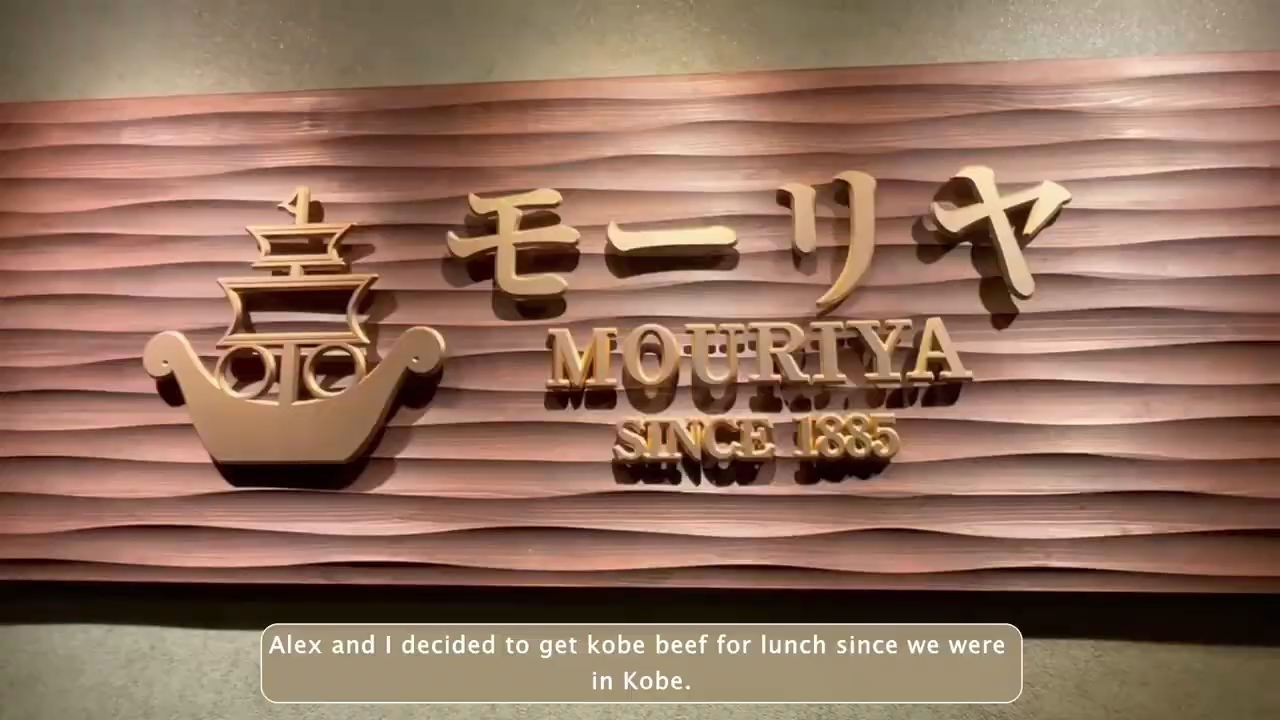 モーリヤ
MOURIYA
SINCE 1885
Alex and I decided to get kobe beef for lunch since we were
in Kobe.